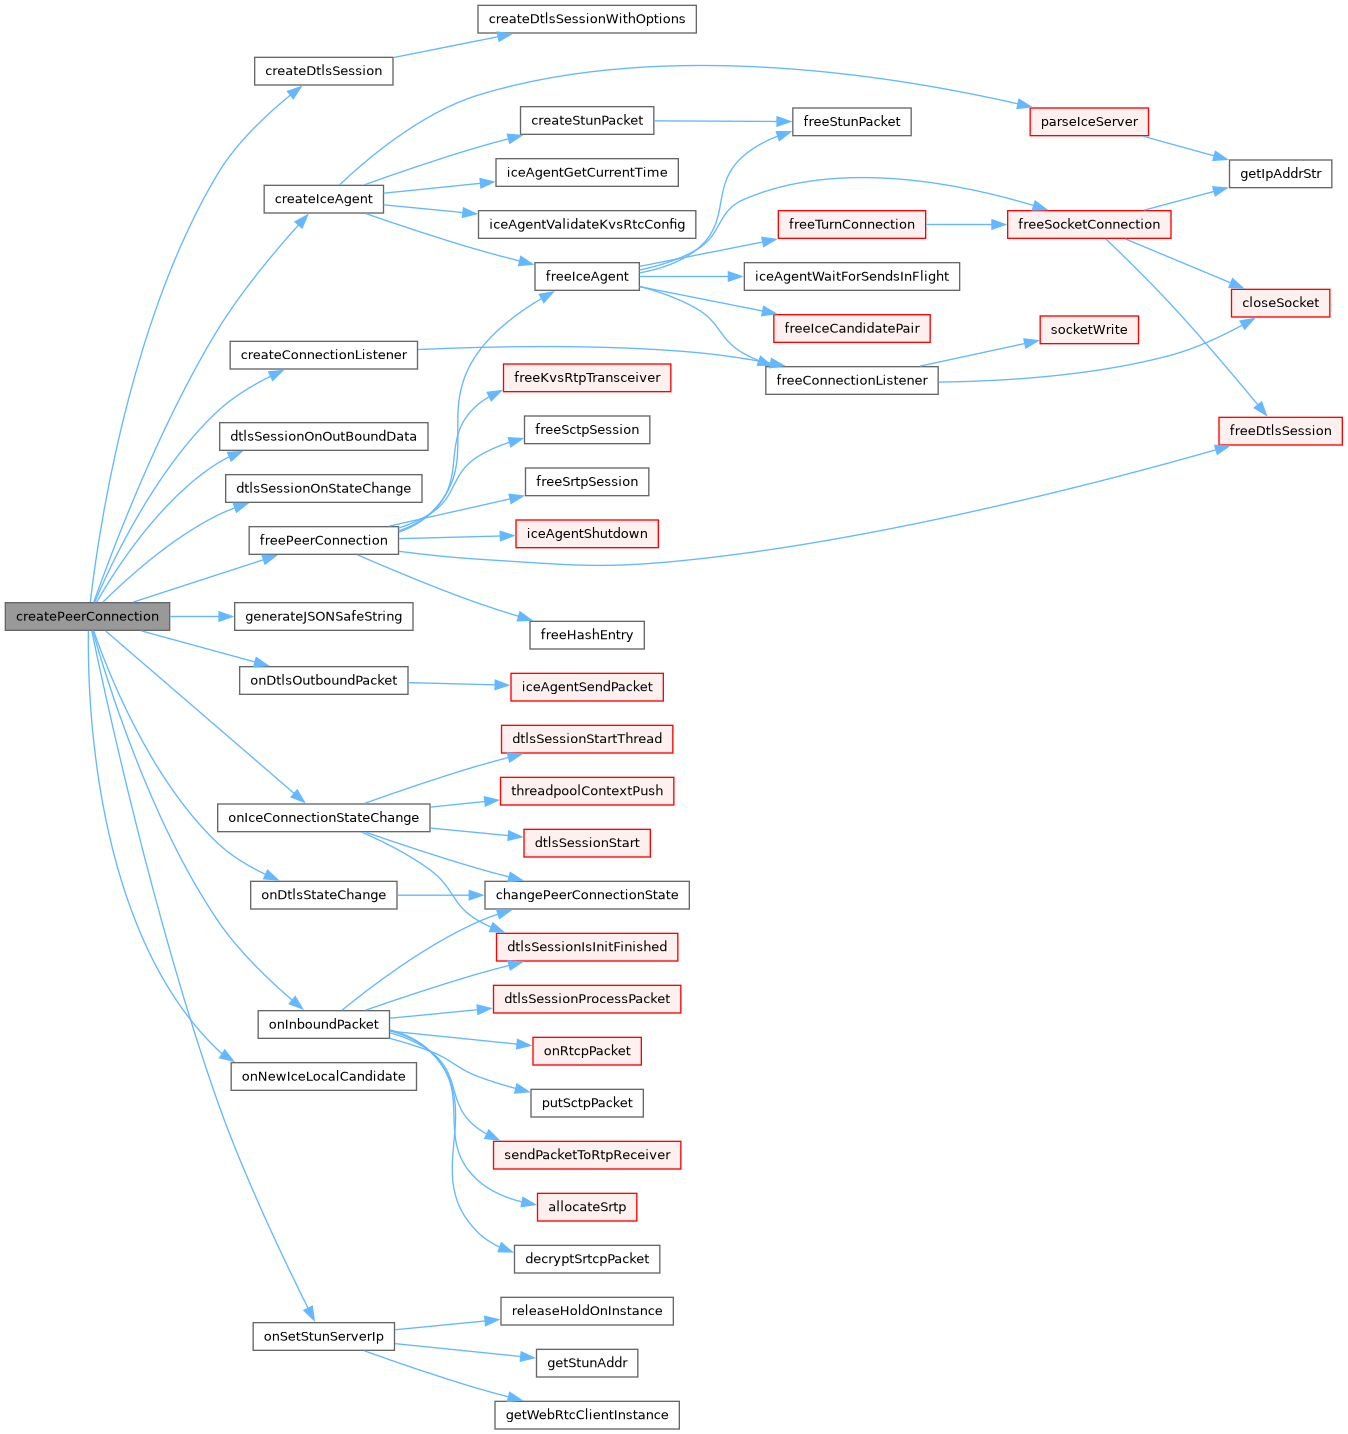 createDtlsSessionWithOptions
createDtlsSession
createStunPacket
freeStunPacket
parseIceServer
iceAgentGetCurrentTime
getIpAddrStr
createIceAgent
iceAgentValidateKvsRtcConfig
freeTurnConnection
freeSocketConnection
freeIceAgent
iceAgentWaitForSendsInFlight
closeSocket
freeIceCandidatePair
socketWrite
createConnectionListener
freeKvsRtpTransceiver
freeConnectionListener
dtlsSessionOnOutBoundData
freeSctpSession
freeDtlsSession
dtlsSessionOnStateChange
freeSrtpSession
freePeerConnection
iceAgentShutdown
createPeerConnection
generateJSONSafeString
freeHashEntry
onDtlsOutboundPacket
iceAgentSendPacket
dtlsSessionStartThread
threadpoolContextPush
onIceConnectionStateChange
dtlsSessionStart
onDtlsStateChange
changePeerConnectionState
dtlsSessionIsInitFinished
dtlsSessionProcessPacket
onInboundPacket
onRtcpPacket
onNewIceLocalCandidate
putSctpPacket
sendPacketToRtpReceiver
allocateSrtp
decryptSrtcpPacket
releaseHoldOnInstance
onSetStunServerIp
getStunAddr
getWebRtcClientInstance